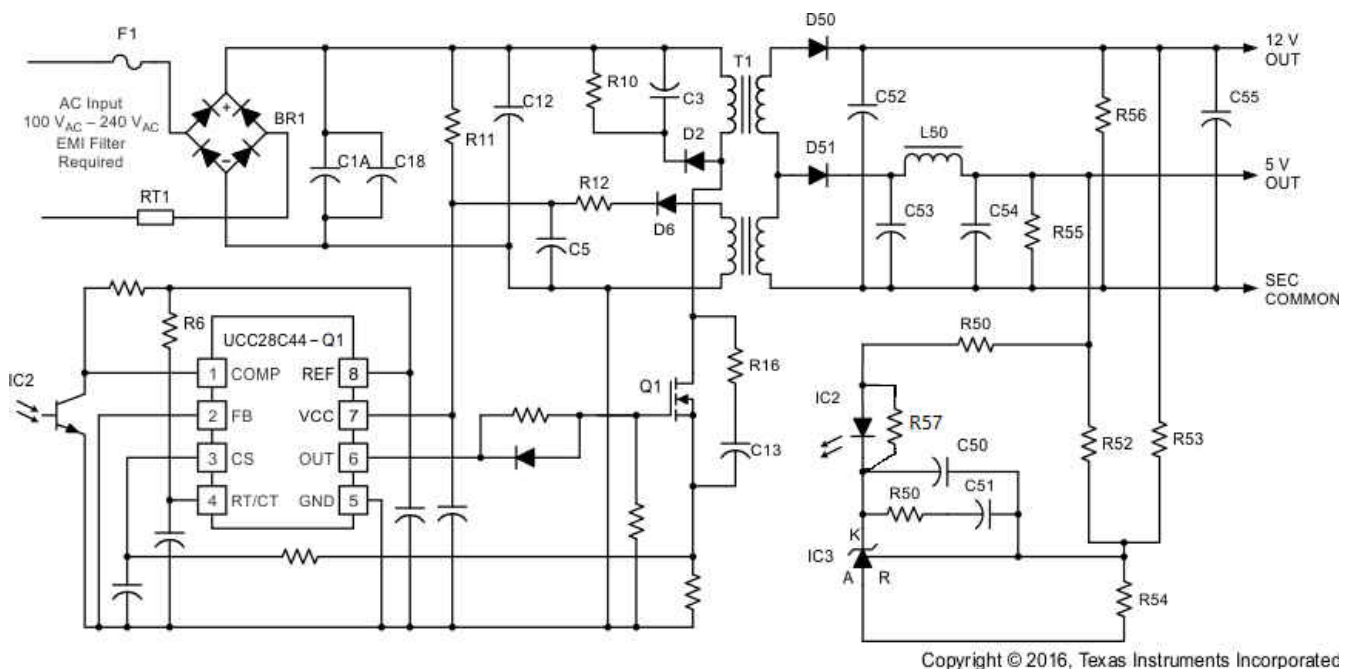 F1
D50
12 V
OUT
T1
AC Input
100 VAC – 240 VAC
EMI Filter
Required
BR1
R10
C3
C12
C52
C55
R56
R11
D2
L50
D51
5 V
OUT
C1A
C18
RT1
R12
D6
C53
C54
R55
C5
SEC
COMMON
R6
UCC28C44–Q1
R50
IC2
1 COMP REF 8
2 FB VCC 7
3 CS OUT 6
4 RT/CT GND 5
Q1
R16
C13
IC2
R57
C50
R52
R53
R50
C51
K
IC3
A
R
R54
Copyright © 2016, Texas Instruments Incorporated